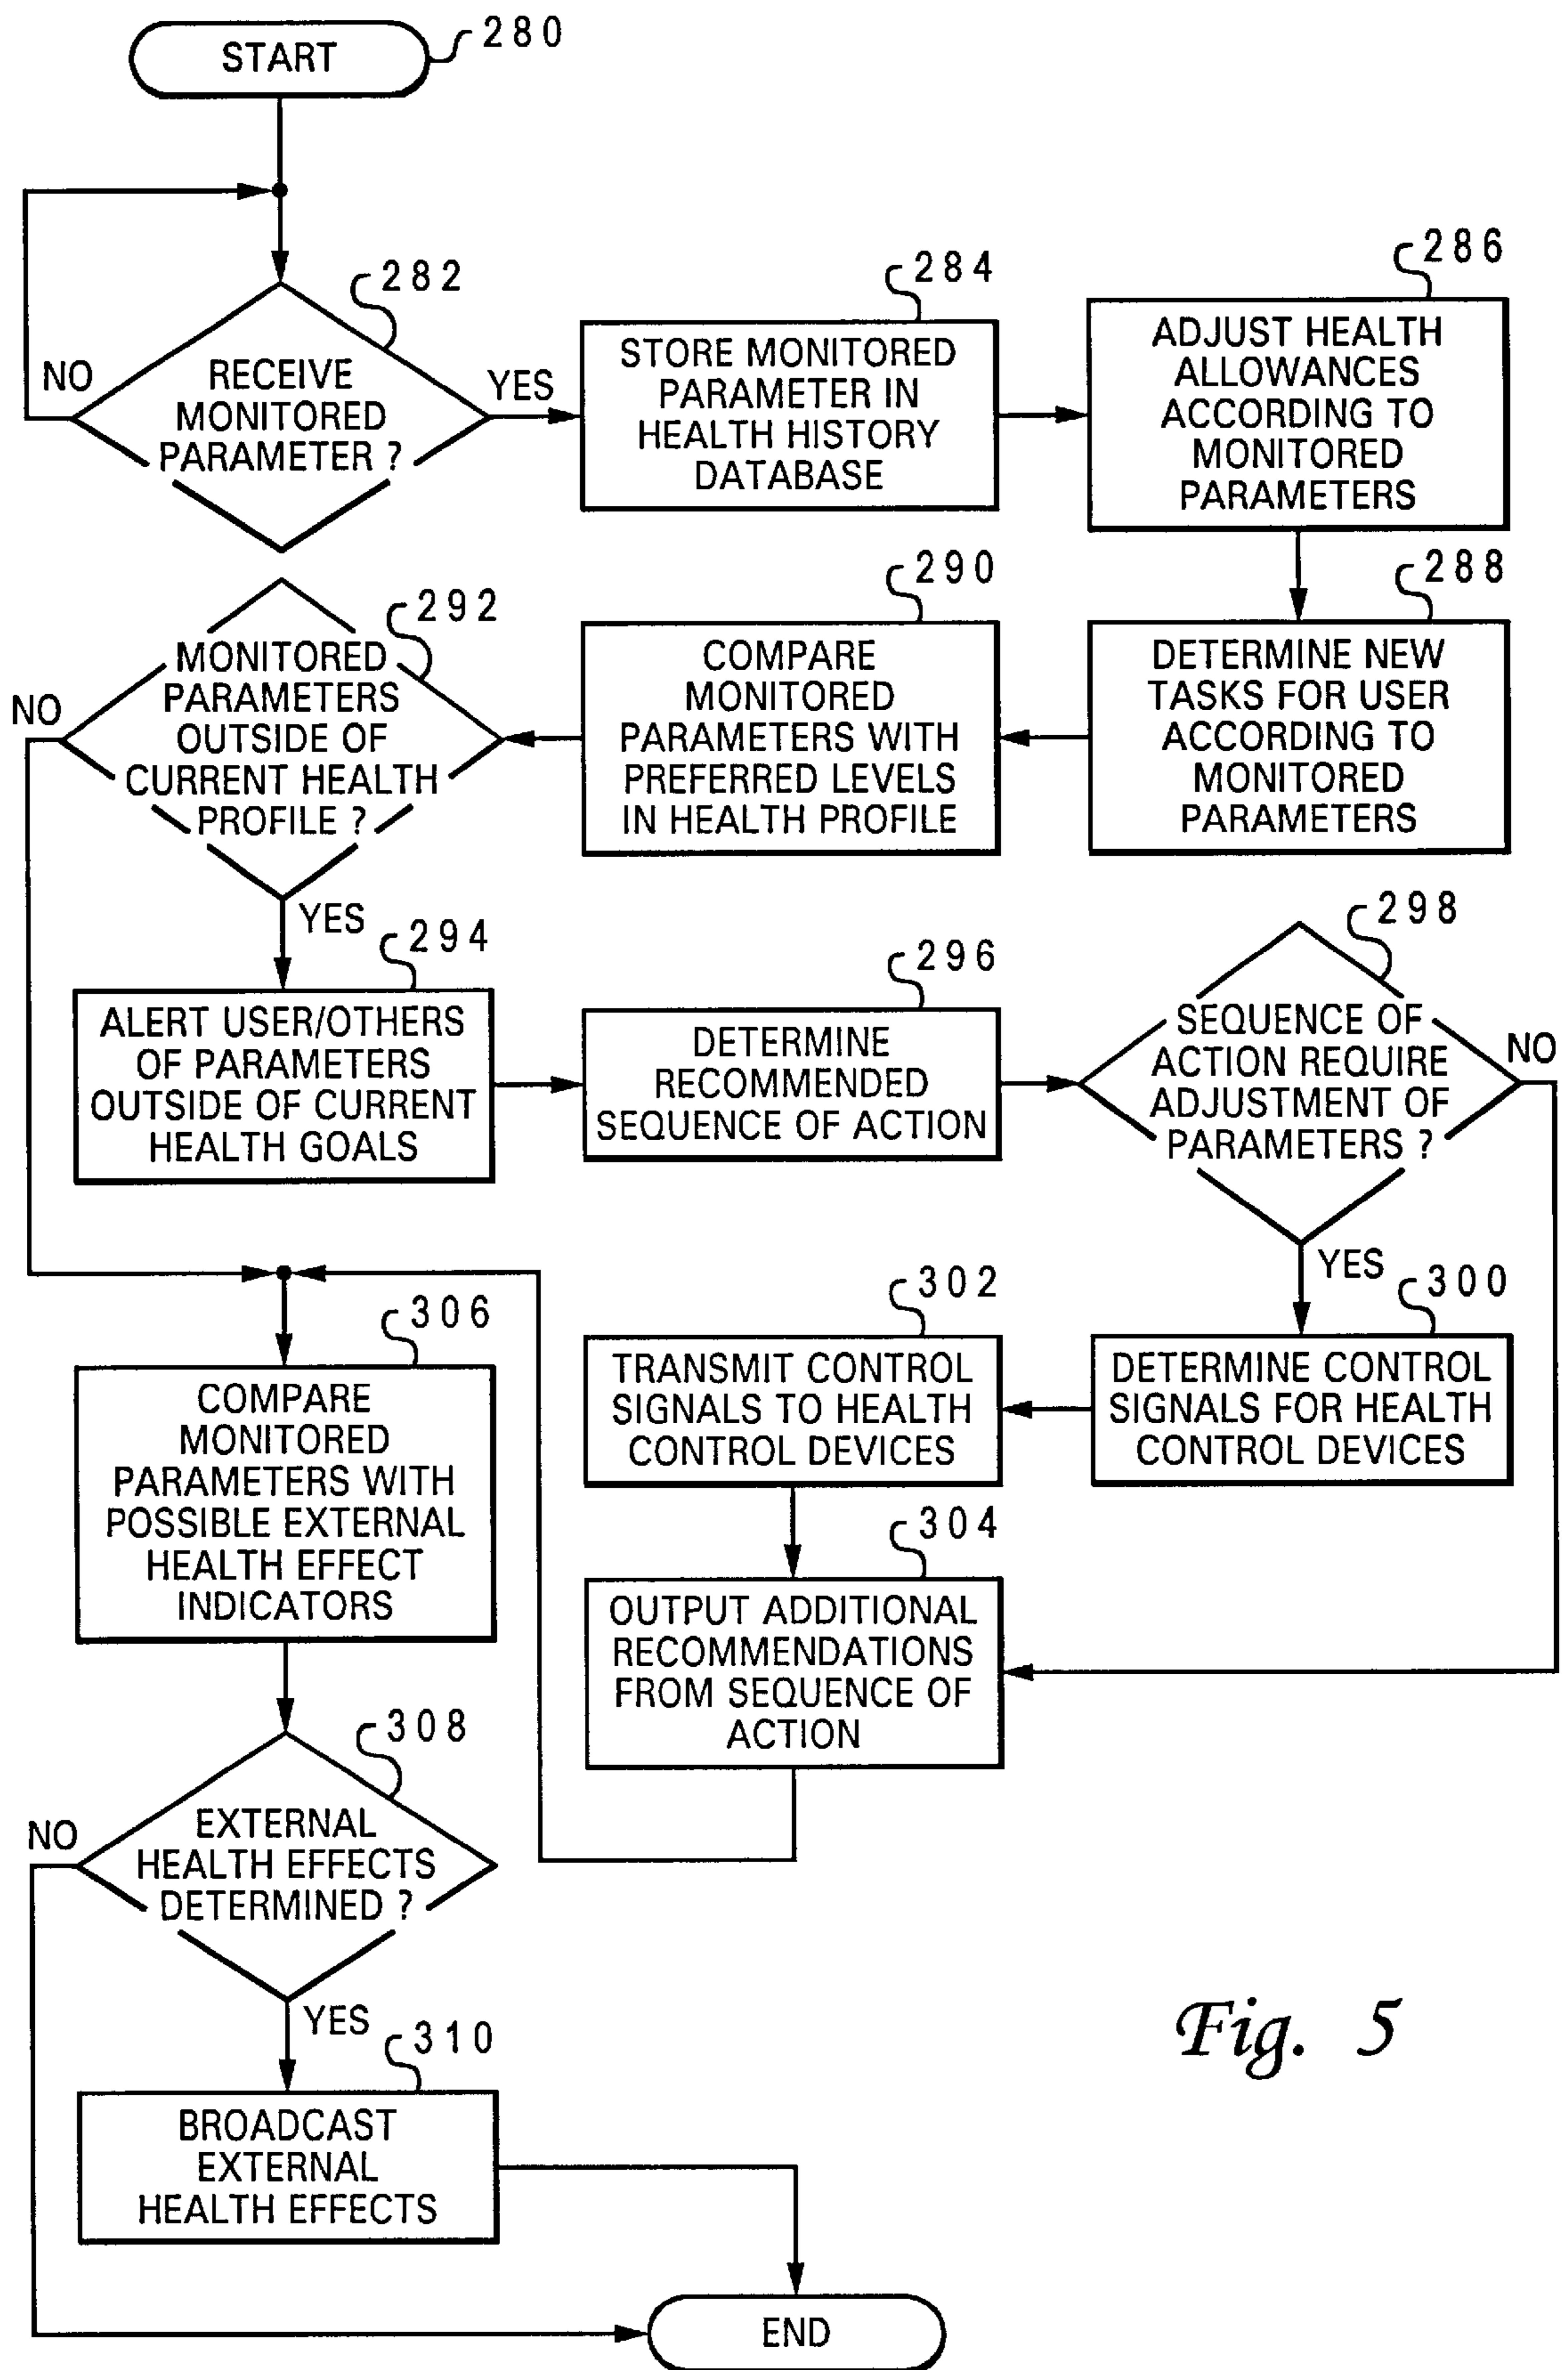 START
280
282
RECEIVE
MONITORED
PARAMETER ?
NO
YES
284
STORE MONITORED
PARAMETER IN
HEALTH HISTORY
DATABASE
286
ADJUST HEALTH
ALLOWANCES
ACCORDING TO
MONITORED
PARAMETERS
288
DETERMINE NEW
TASKS FOR USER
ACCORDING TO
MONITORED
PARAMETERS
290
COMPARE
MONITORED
PARAMETERS WITH
PREFERRED LEVELS
IN HEALTH PROFILE
292
MONITORED
PARAMETERS
OUTSIDE OF
CURRENT HEALTH
PROFILE ?
NO
YES
294
ALERT USER/OTHERS
OF PARAMETERS
OUTSIDE OF CURRENT
HEALTH GOALS
296
DETERMINE
RECOMMENDED
SEQUENCE OF ACTION
298
SEQUENCE OF
ACTION REQUIRE
ADJUSTMENT OF
PARAMETERS ?
NO
YES
300
DETERMINE CONTROL
SIGNALS FOR HEALTH
CONTROL DEVICES
302
TRANSMIT CONTROL
SIGNALS TO HEALTH
CONTROL DEVICES
304
OUTPUT ADDITIONAL
RECOMMENDATIONS
FROM SEQUENCE OF
ACTION
306
COMPARE
MONITORED
PARAMETERS WITH
POSSIBLE EXTERNAL
HEALTH EFFECT
INDICATORS
308
EXTERNAL
HEALTH EFFECTS
DETERMINED ?
NO
YES
310
BROADCAST
EXTERNAL
HEALTH EFFECTS
END
Fig. 5